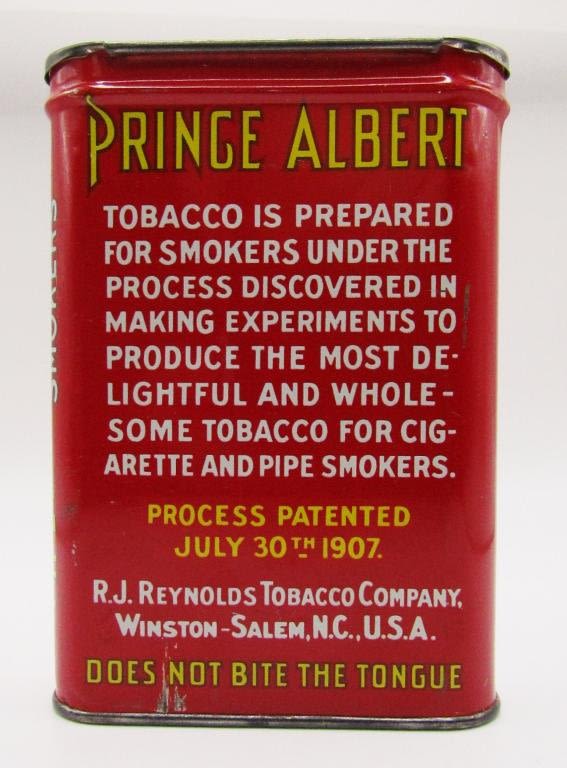 PRINCE ALBERT
TOBACCO IS PREPARED
FOR SMOKERS UNDER THE
PROCESS DISCOVERED IN
MAKING EXPERIMENTS TO
PRODUCE THE MOST DE-
LIGHTFUL AND WHOLE-
SOME TOBACCO FOR CIG-
ARETTE AND PIPE SMOKERS.
PROCESS PATENTED
JULY 30TH 1907.
R.J. REYNOLDS TOBACCO COMPANY,
WINSTON-SALEM, N.C., U.S.A.
DOES NOT BITE THE TONGUE
SMOKERS